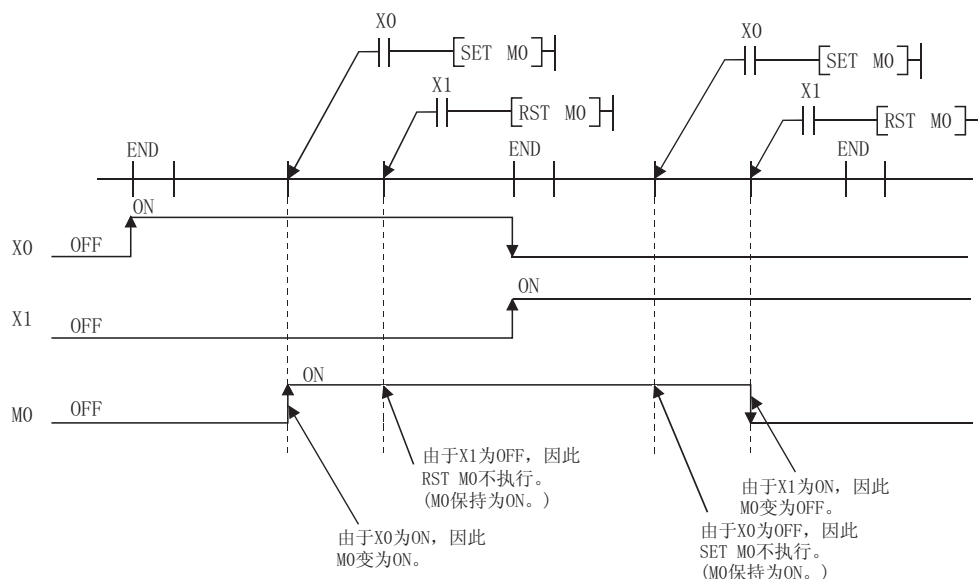 X0
SET M0
X1
RST M0
X0
SET M0
X1
RST M0
END
END
END
ON
X0 OFF
ON
X1 OFF
ON
M0 OFF
由于X1为OFF，因此
RST M0不执行。
(M0保持为ON。)
由于X0为ON，因此
M0变为ON。
由于X1为ON，因此
M0变为OFF。
由于X0为OFF，因此
SET M0不执行。
(M0保持为ON。)